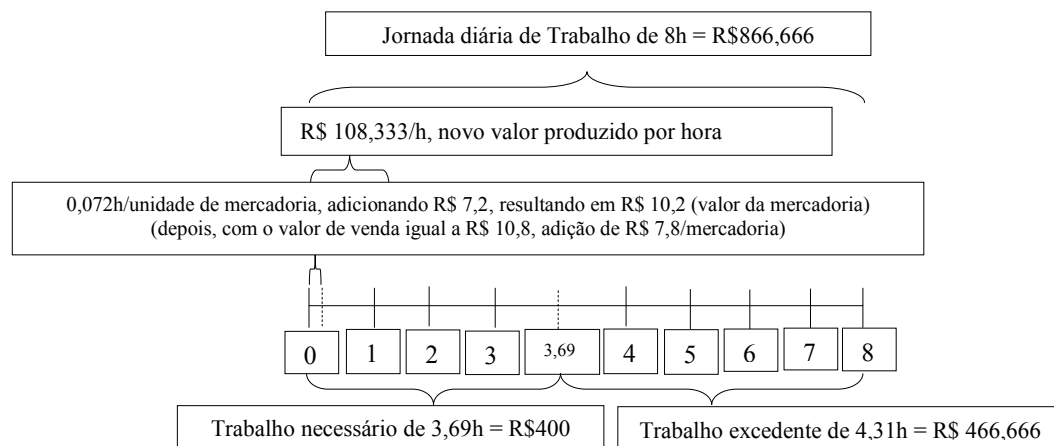 Jornada diária de Trabalho de 8h = R$866,666
R$ 108,333/h, novo valor produzido por hora
0,072h/unidade de mercadoria, adicionando R$ 7,2, resultando em R$ 10,2 (valor da mercadoria)
(depois, com o valor de venda igual a R$ 10,8, adição de R$ 7,8/mercadoria)
0 1 2 3 3,69 4 5 6 7 8
Trabalho necessário de 3,69h = R$400 Trabalho excedente de 4,31h = R$ 466,666